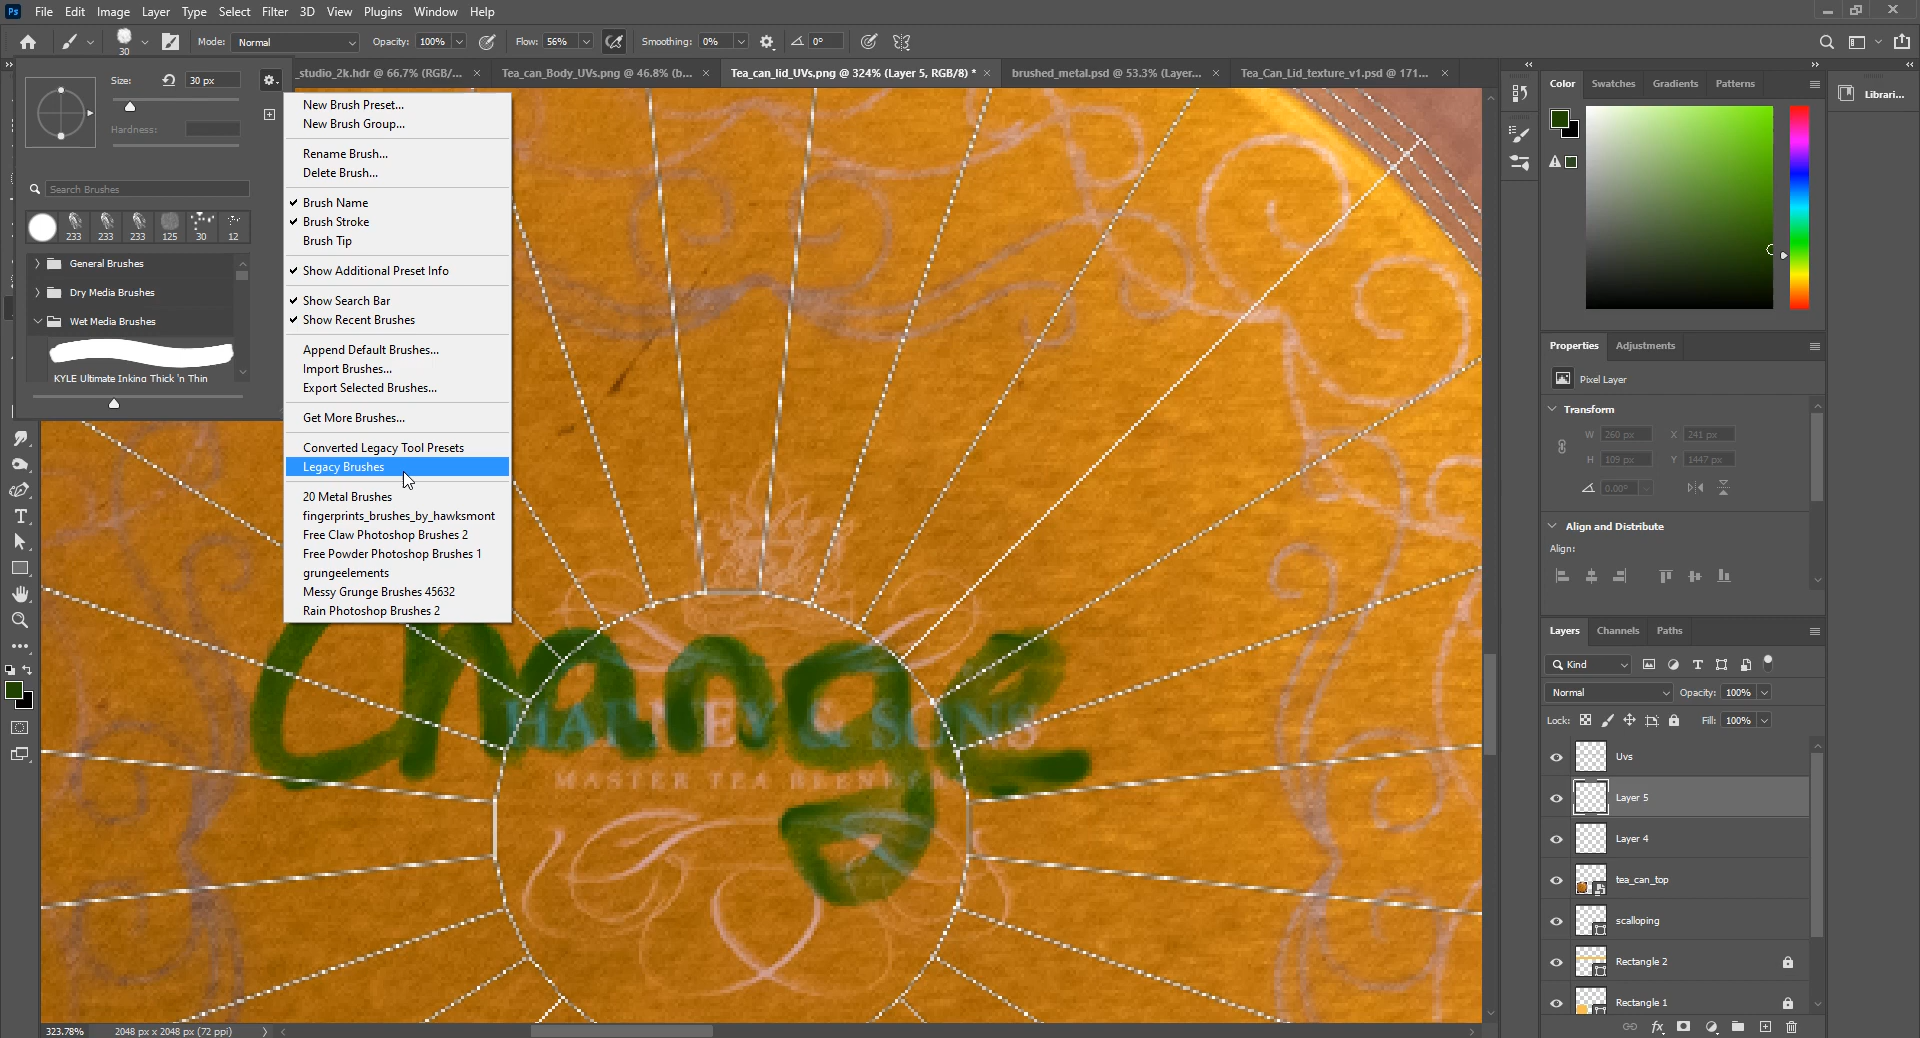 Ps File Edit Image Layer Type Select Filter 3D View Plugins Window Help
30 Mode: Normal Opacity: 100% Flow: 56% Smoothing: 0% 0°
_studio_2k.hdr @ 66.7% (RGB/... Tea_can_Body_UVs.png @ 46.8% (b... Tea_can_lid_UVs.png @ 324% (Layer 5, RGB/8) * brushed_metal.psd @ 53.3% (Layer... Tea_Can_Lid_texture_v1.psd @ 171...
Size: 30 px
Hardness:
Search Brushes
233 233 233 125 30 12
General Brushes
Dry Media Brushes
Wet Media Brushes
KYLE Ultimate Inking Thick 'n Thin
New Brush Preset...
New Brush Group...
Rename Brush...
Delete Brush...
Brush Name
Brush Stroke
Brush Tip
Show Additional Preset Info
Show Search Bar
Show Recent Brushes
Append Default Brushes...
Import Brushes...
Export Selected Brushes...
Get More Brushes...
Converted Legacy Tool Presets
Legacy Brushes
20 Metal Brushes
fingerprints_brushes_by_hawksmont
Free Claw Photoshop Brushes 2
Free Powder Photoshop Brushes 1
grungeelements
Messy Grunge Brushes 45632
Rain Photoshop Brushes 2
Change
HARNEY & SONS
MASTER TEA BLENDERS
323.78% 2048 px x 2048 px (72 ppi)
Color Swatches Gradients Patterns
Librari...
Properties Adjustments
Pixel Layer
Transform
W 260 px X 241 px
H 109 px Y 1447 px
0.00°
Align and Distribute
Align:
Layers Channels Paths
Kind
Normal Opacity: 100%
Lock: Fill: 100%
Uvs
Layer 5
Layer 4
tea_can_top
scalloping
Rectangle 2
Rectangle 1
fx